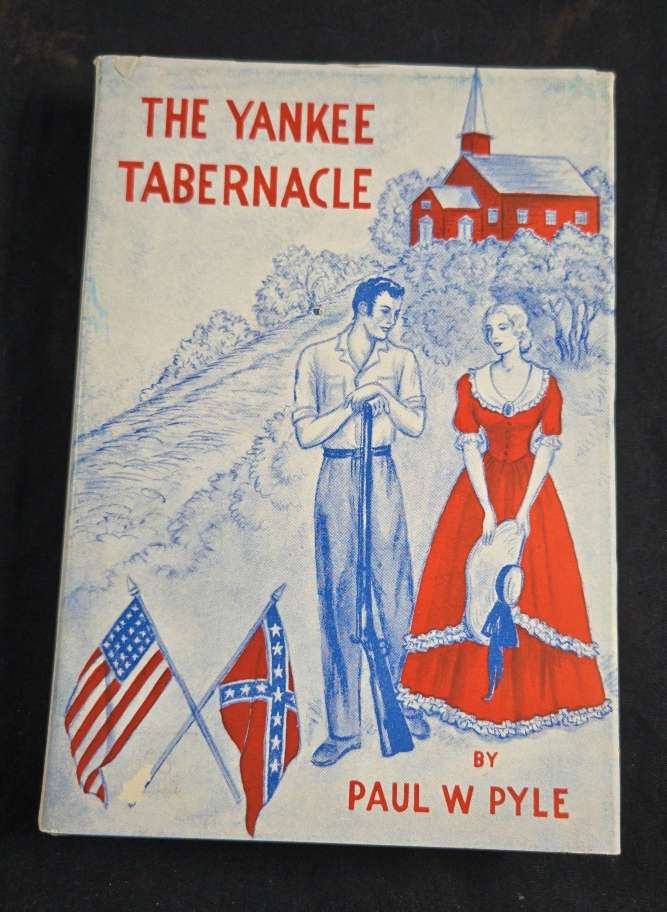 THE YANKEE
TABERNACLE
BY
PAUL W PYLE